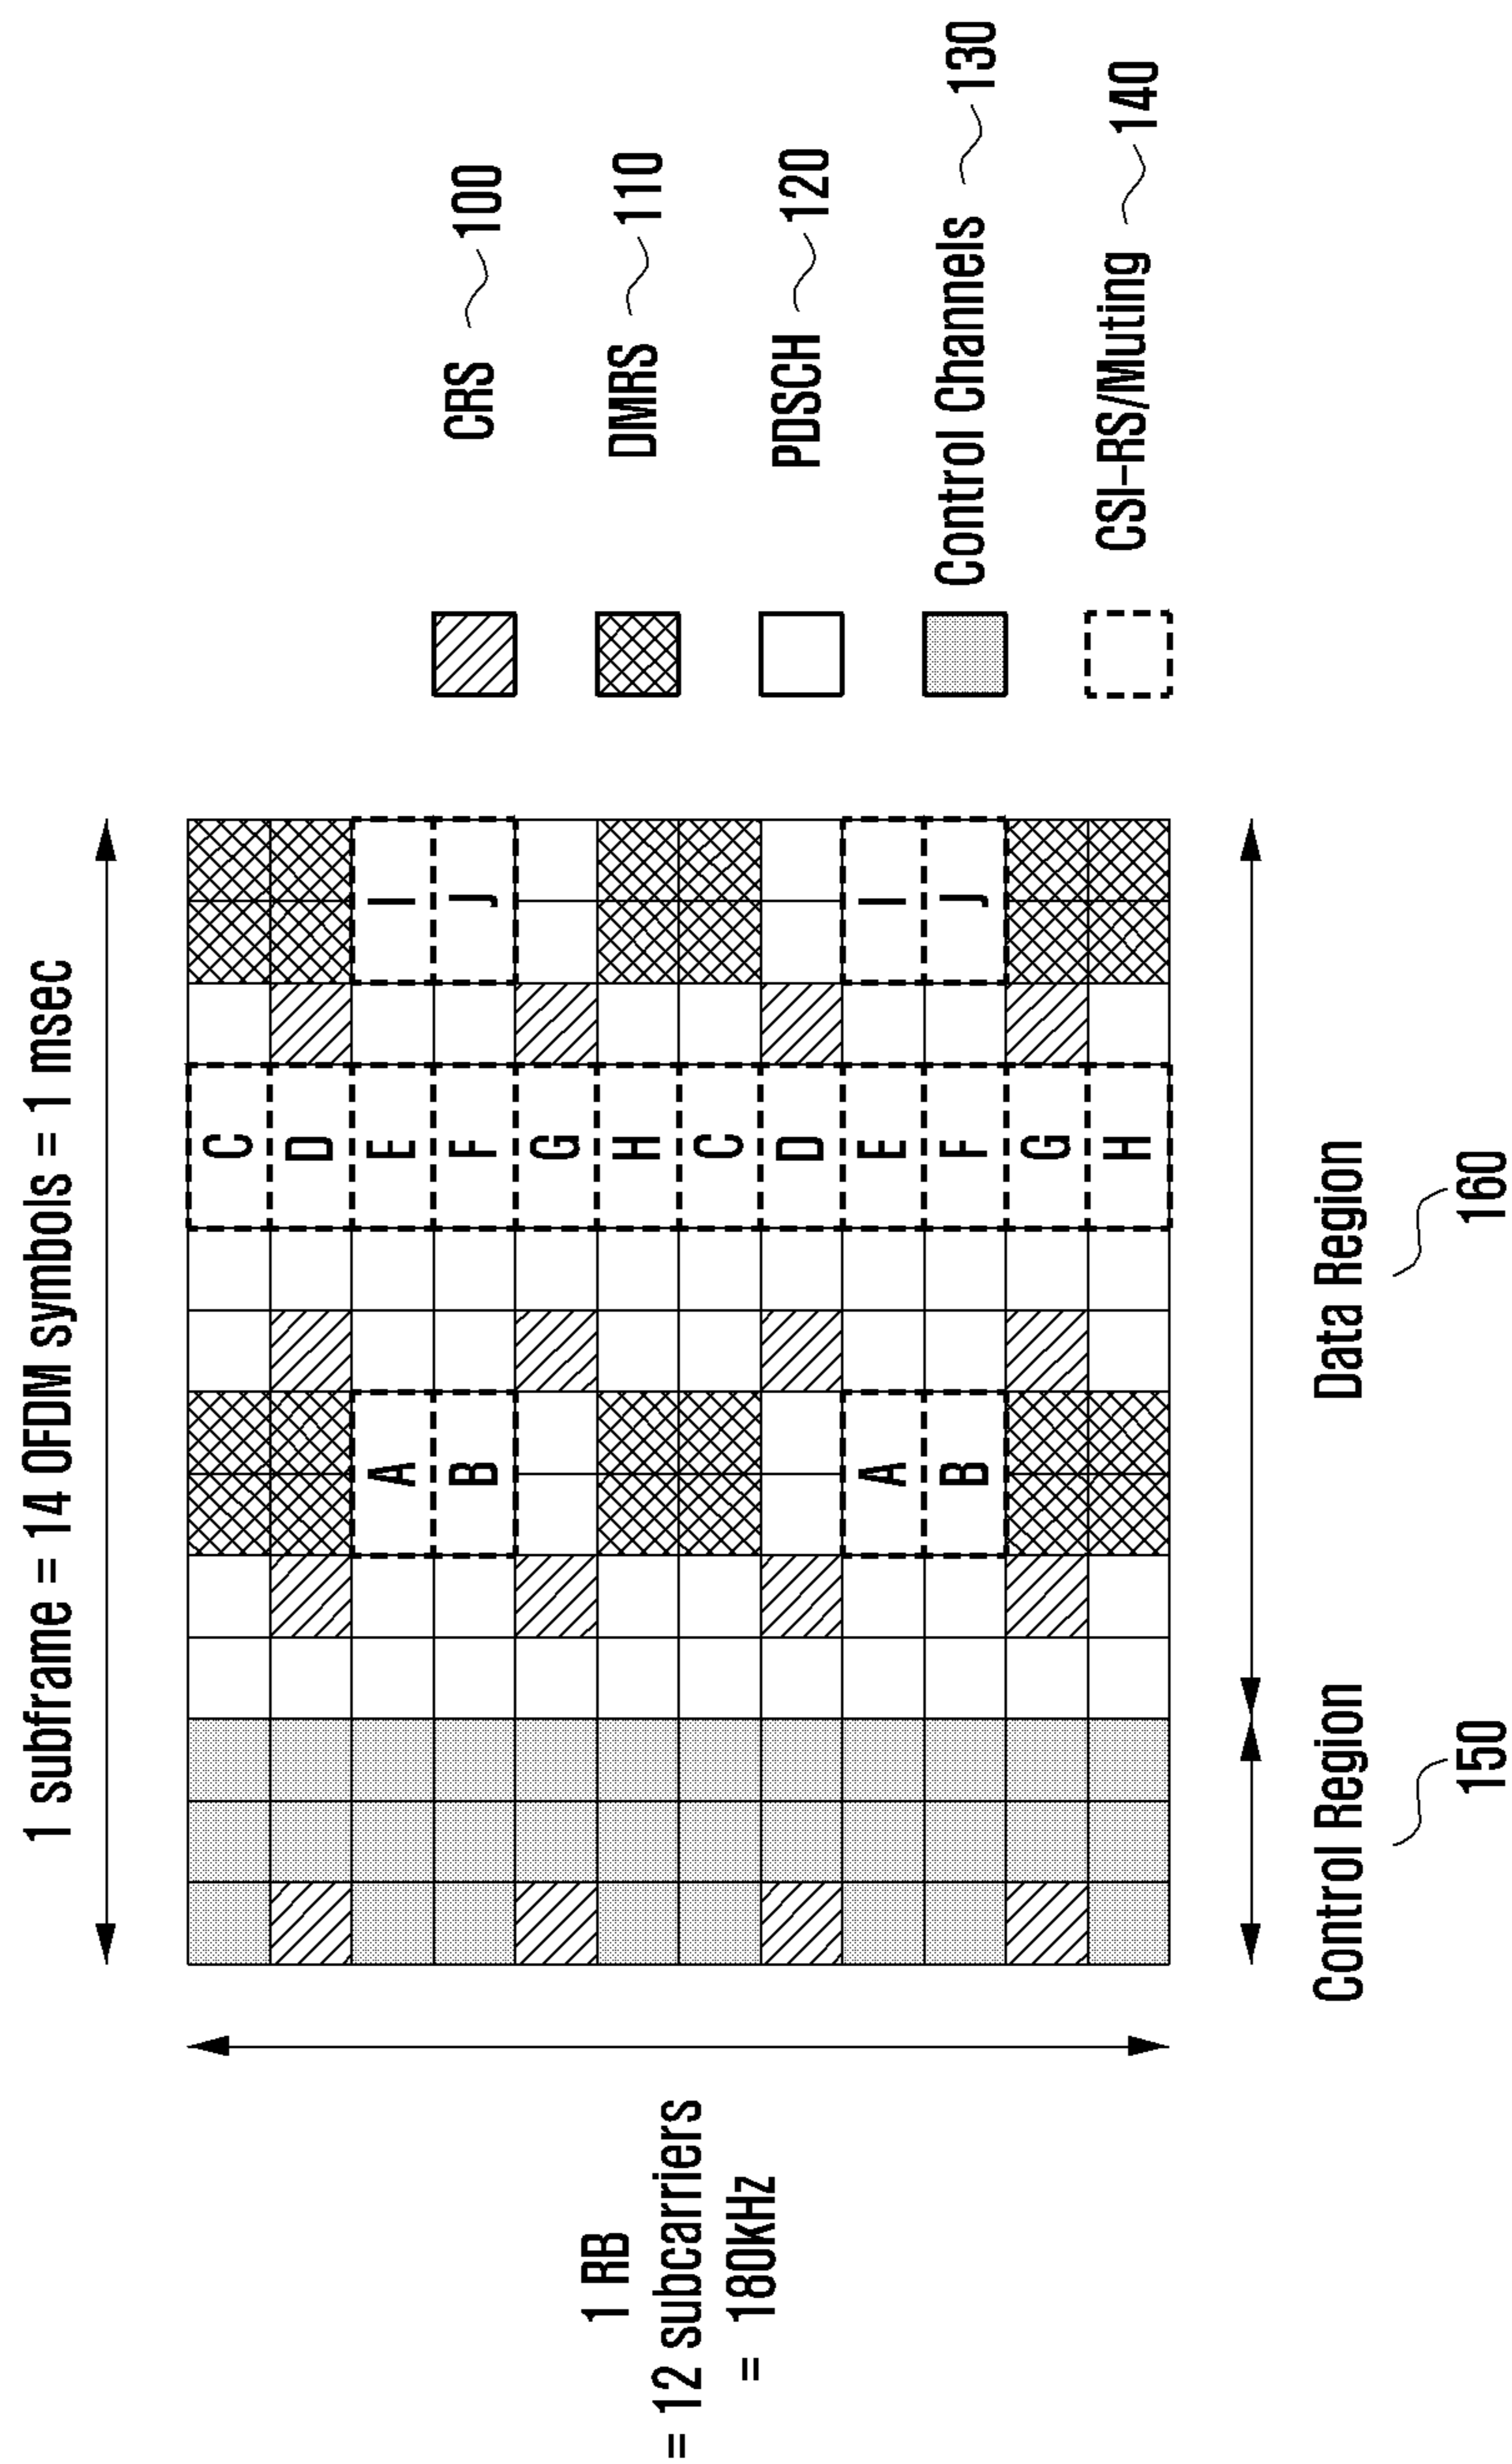 1 subframe = 14 OFDM symbols = 1 msec
1 RB
= 12 subcarriers
= 180KHz
C
D
A E I
B F J
G
H
C
D
A E I
B F J
G
H
CRS 100
DMRS 110
PDSCH 120
Control Channels 130
CSI-RS/Muting 140
Control Region
150
Data Region
160